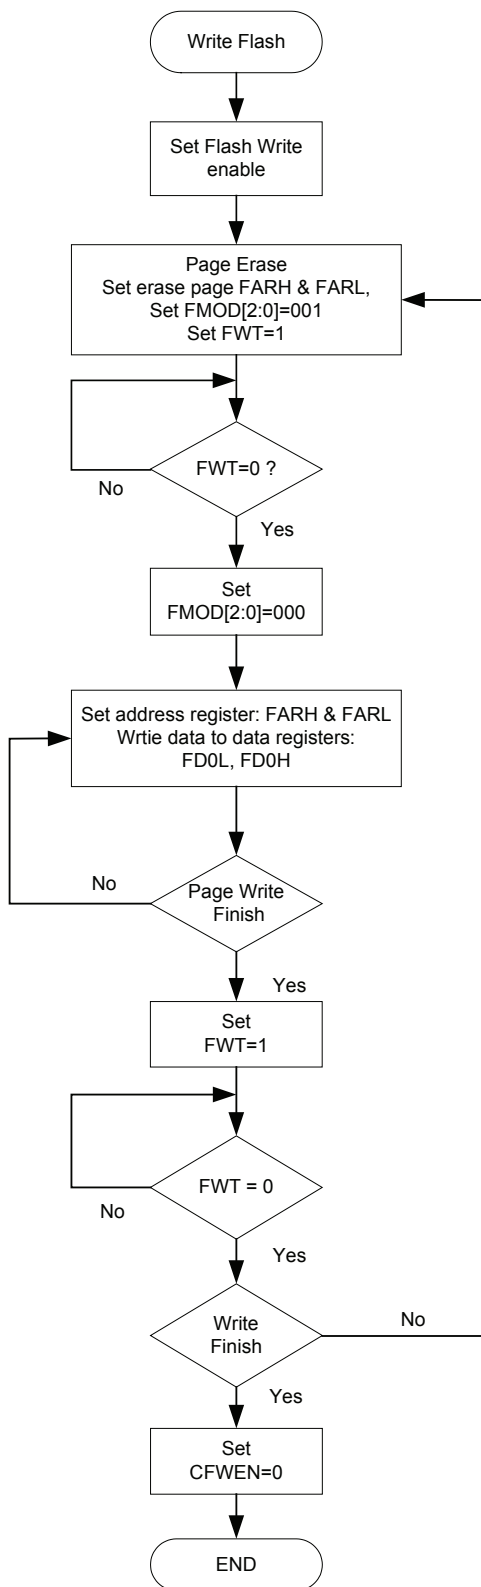 Write Flash
Set Flash Write
enable
Page Erase
Set erase page FARH & FARL,
Set FMOD[2:0]=001
Set FWT=1
FWT=0 ?
No
Yes
Set
FMOD[2:0]=000
Set address register: FARH & FARL
Wrtie data to data registers:
FD0L, FD0H
No
Page Write
Finish
Yes
Set
FWT=1
FWT = 0
No
Yes
Write
Finish
No
Yes
Set
CFWEN=0
END